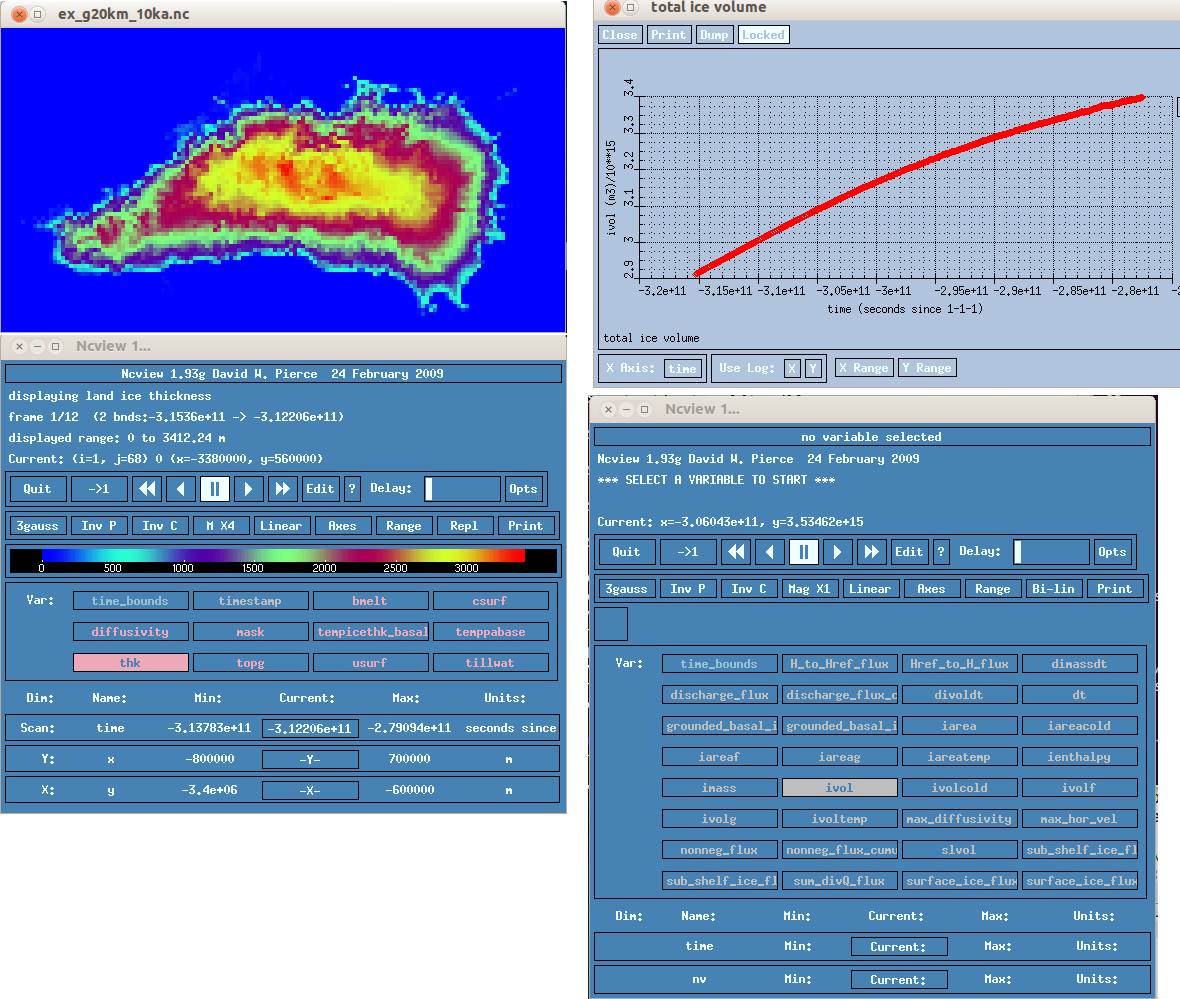 ex_g20km_10ka.nc
Ncview 1...
Ncview 1.93g David W. Pierce 24 February 2009
displaying land ice thickness
frame 1/12 (2 bnds:-3.1536e+11 -> -3.12206e+11)
displayed range: 0 to 3412.24 m
Current: (i=1, j=68) 0 (x=-3380000, y=560000)
Quit ->1 Edit ? Delay: Opts
3gauss Inv P Inv C M X4 Linear Axes Range Repl Print
0 500 1000 1500 2000 2500 3000
Var: time_bounds timestamp bmelt csurf
diffusivity mask tempicethk_basal temppabase
thk topg usurf tillwat
Dim: Name: Min: Current: Max: Units:
Scan: time -3.13783e+11 -3.12206e+11 -2.79094e+11 seconds since
Y: x -800000 -Y- 700000 m
X: y -3.4e+06 -X- -600000 m
total ice volume
Close Print Dump Locked
ivol (m3)/10**15
3.4
3.3
3.2
3.1
3
2.9
-3.2e+11 -3.15e+11 -3.1e+11 -3.05e+11 -3e+11 -2.95e+11 -2.9e+11 -2.85e+11 -2.8e+11
time (seconds since 1-1-1)
total ice volume
X Axis: time Use Log: X Y X Range Y Range
Ncview 1...
no variable selected
Ncview 1.93g David W. Pierce 24 February 2009
*** SELECT A VARIABLE TO START ***
Current: x=-3.06043e+11, y=3.53462e+15
Quit ->1 Edit ? Delay: Opts
3gauss Inv P Inv C Mag X1 Linear Axes Range Bi-lin Print
Var: time_bounds H_to_Href_flux Href_to_H_flux dimassdt
discharge_flux discharge_flux_c divoldt dt
grounded_basal_i grounded_basal_i iarea iareacold
iareaf iareag iareatemp ienthalpy
imass ivol ivolcold ivolf
ivolg ivoltemp max_diffusivity max_hor_vel
nonneg_flux nonneg_flux_cumu slvol sub_shelf_ice_fl
sub_shelf_ice_fl sum_divQ_flux surface_ice_flux surface_ice_flux
Dim: Name: Min: Current: Max: Units:
time Min: Current: Max: Units:
nv Min: Current: Max: Units: